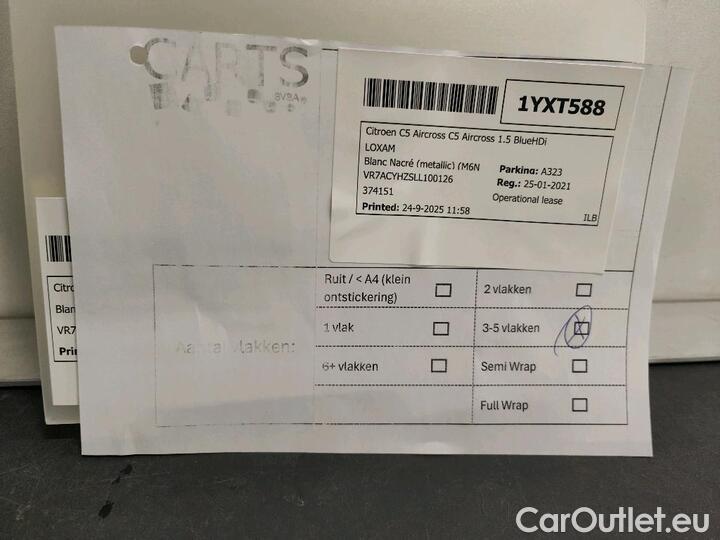 CARTS
BVBA
1YXT588
Citroen C5 Aircross C5 Aircross 1.5 BlueHDi
LOXAM
Blanc Nacré (metallic) (M6N
Parking: A323
VR7ACYHZSLL100126
Reg.: 25-01-2021
374151
Operational lease
Printed: 24-9-2025 11:58
ILB
Citro
Blanc
VR7
Prin
Aantal vlakken:
Ruit / < A4 (klein
ontstickering)
2 vlakken
1 vlak
3-5 vlakken
6+ vlakken
Semi Wrap
Full Wrap
CarOutlet.eu